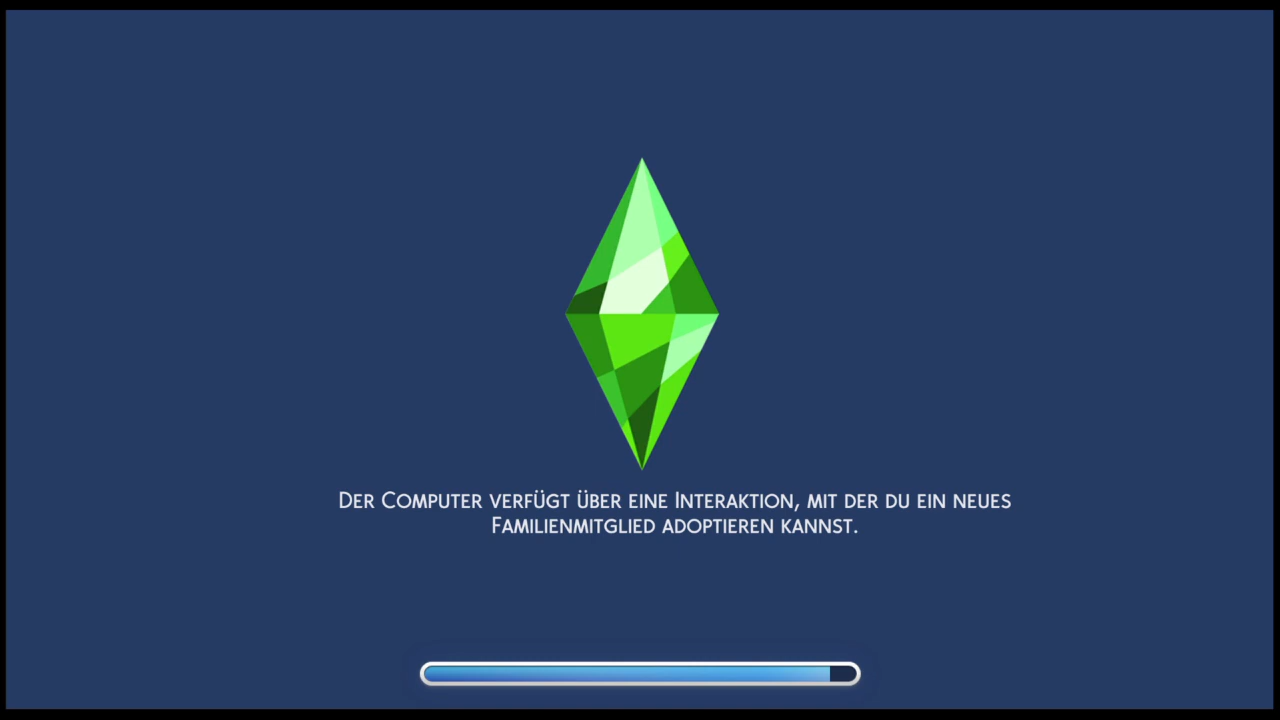 Der Computer verfügt über eine Interaktion, mit der du ein neues
Familienmitglied adoptieren kannst.